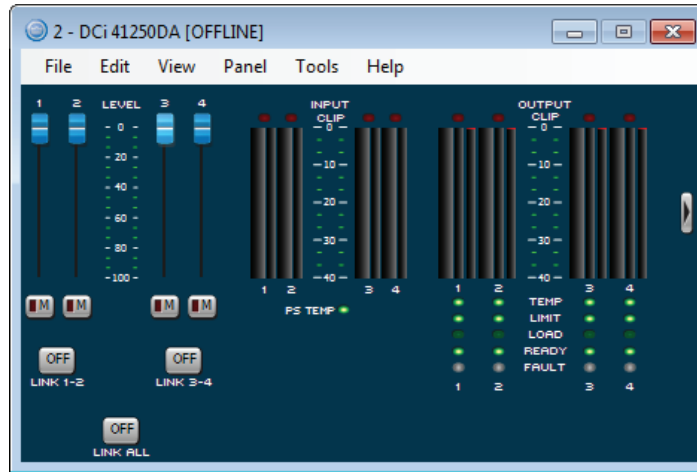 2 - DCi 41250DA [OFFLINE]
File Edit View Panel Tools Help
1 2 LEVEL 3 4
INPUT CLIP
OUTPUT CLIP
- 0 -
- 20 -
- 40 -
- 60 -
- 80 -
- 100 -
- 0 -
- 10 -
- 20 -
- 30 -
- 40 -
- 0 -
- 10 -
- 20 -
- 30 -
- 40 -
1 2 3 4
1 2 3 4
M M M M
PS TEMP
TEMP
LIMIT
LOAD
READY
FAULT
1 2 3 4
OFF OFF
LINK 1-2 LINK 3-4
OFF
LINK ALL